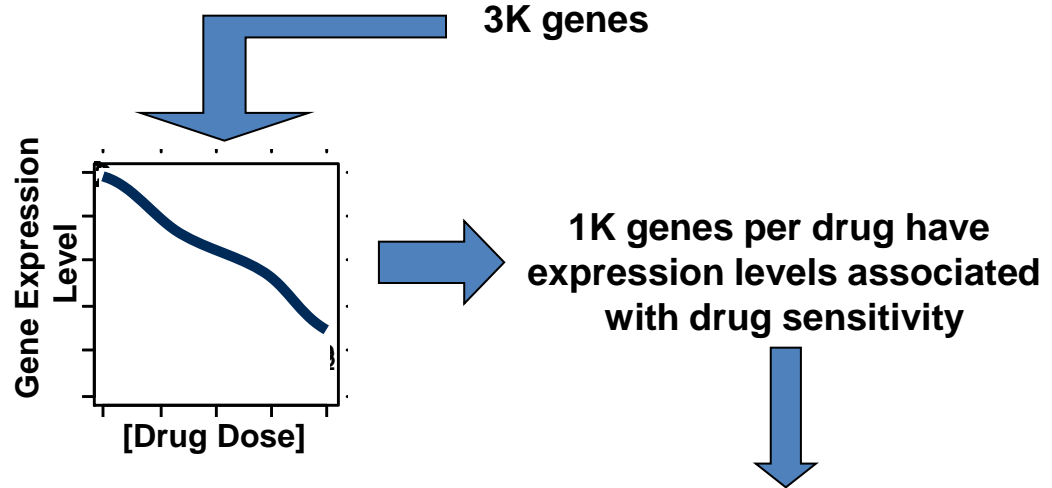 3K genes
Gene Expression
Level
[Drug Dose]
1K genes per drug have
expression levels associated
with drug sensitivity